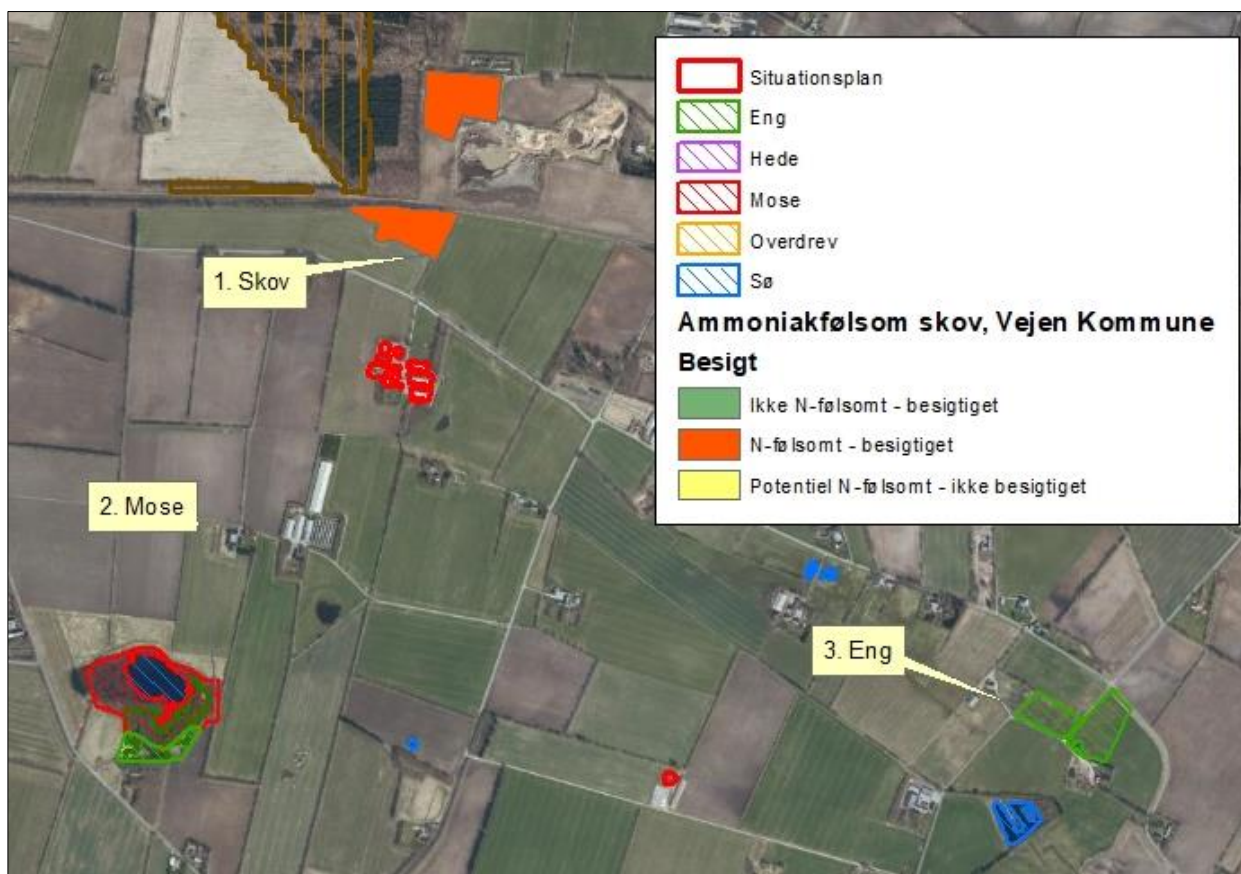 Situationsplan
Eng
Hede
Mose
Overdrev
Sø
Ammoniakfølsom skov, Vejen Kommune
Besigt
Ikke N-følsomt - besigtiget
N-følsomt - besigtiget
Potentiel N-følsomt - ikke besigtiget
1. Skov
2. Mose
3. Eng